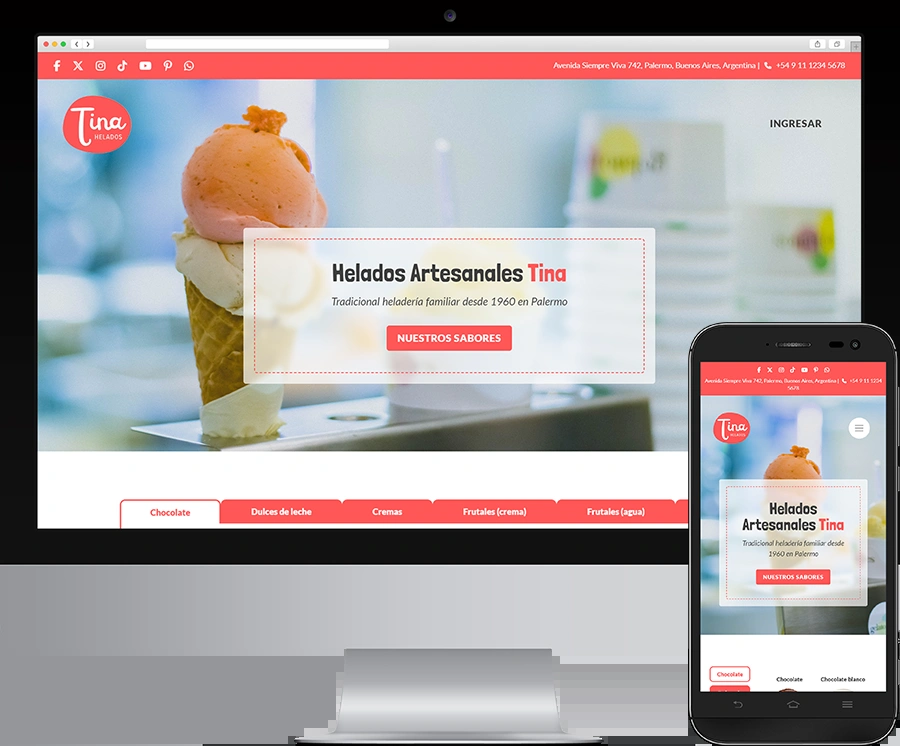 Avenida Siempre Viva 742, Palermo, Buenos Aires, Argentina | +54 9 11 1234 5678
Tina
HELADOS
INGRESAR
Helados Artesanales Tina
Tradicional heladería familiar desde 1960 en Palermo
NUESTROS SABORES
Chocolate
Dulces de leche
Cremas
Frutales (crema)
Frutales (agua)
Avenida Siempre Viva 742, Palermo, Buenos Aires, Argentina | +54 9 11 1234
5678
Tina
HELADOS
Helados
Artesanales Tina
Tradicional heladería familiar desde
1960 en Palermo
NUESTROS SABORES
Chocolate
Chocolate
Chocolate blanco